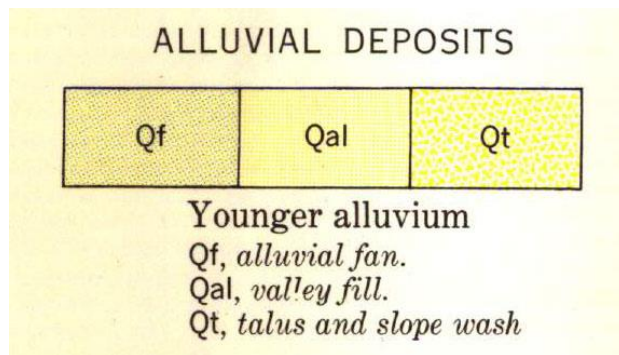 ALLUVIAL DEPOSITS
Qf Qal Qt
Younger alluvium
Qf, alluvial fan.
Qal, valley fill.
Qt, talus and slope wash